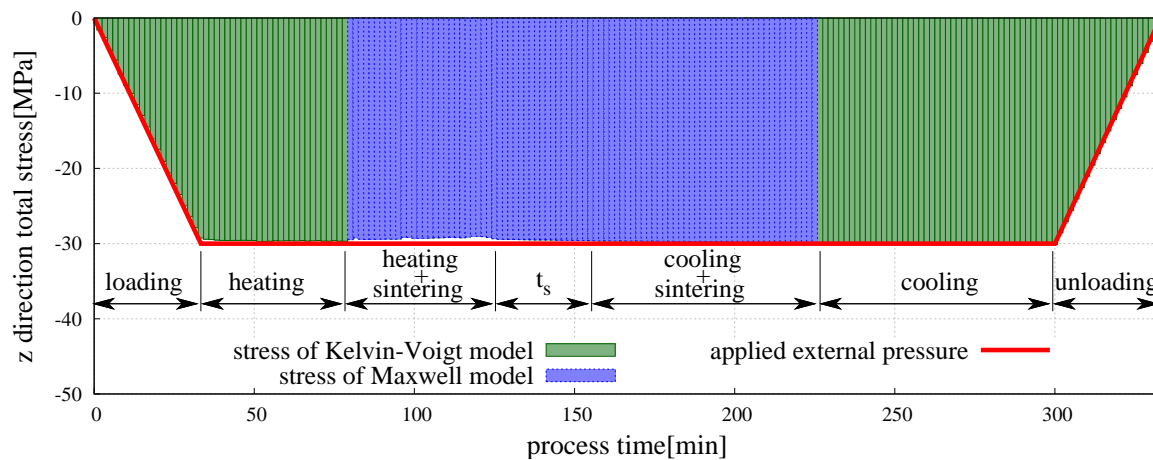 z direction total stress[MPa]
0
-10
-20
-30
-40
-50
loading
heating
heating
+
sintering
t_s
cooling
+
sintering
cooling
unloading
stress of Kelvin-Voigt model
stress of Maxwell model
applied external pressure
0 50 100 150 200 250 300
process time[min]